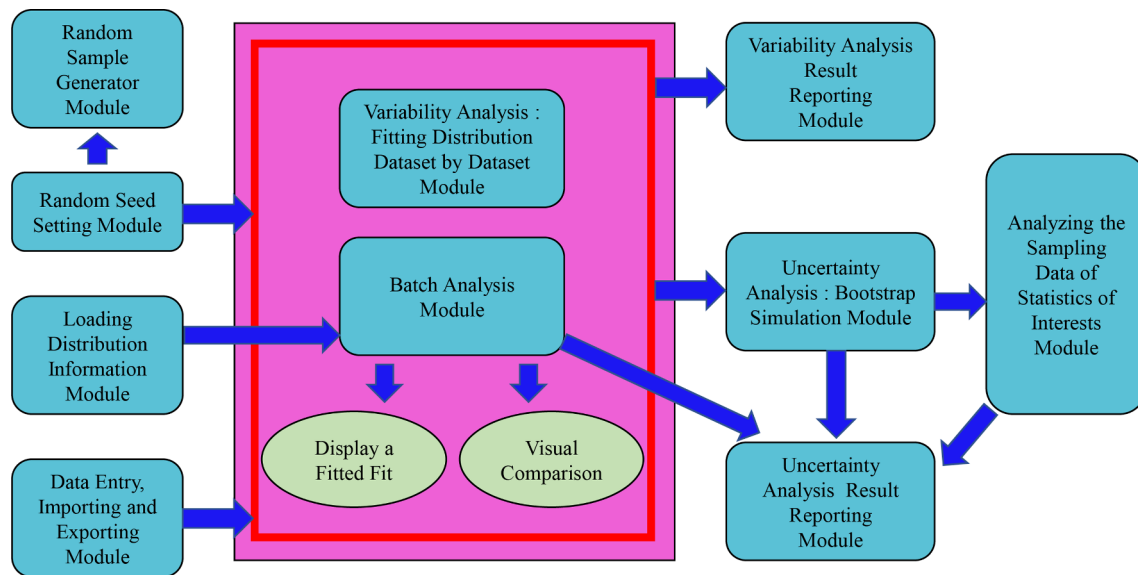 Random
Sample
Generator
Module
Random Seed
Setting Module
Loading
Distribution
Information
Module
Data Entry,
Importing and
Exporting
Module
Variability Analysis :
Fitting Distribution
Dataset by Dataset
Module
Batch Analysis
Module
Display a
Fitted Fit
Visual
Comparison
Variability Analysis
Result
Reporting
Module
Uncertainty
Analysis : Bootstrap
Simulation Module
Uncertainty
Analysis Result
Reporting
Module
Analyzing the
Sampling
Data of
Statistics of
Interests
Module